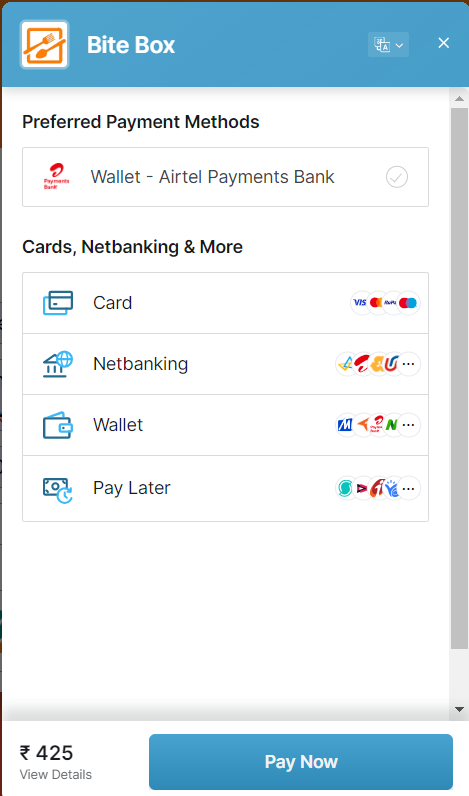 Bite Box
Preferred Payment Methods
Payments
Bank
Wallet - Airtel Payments Bank
Cards, Netbanking & More
Card
VISA RuPay
Netbanking
Wallet
Pay Later
₹ 425
View Details
Pay Now